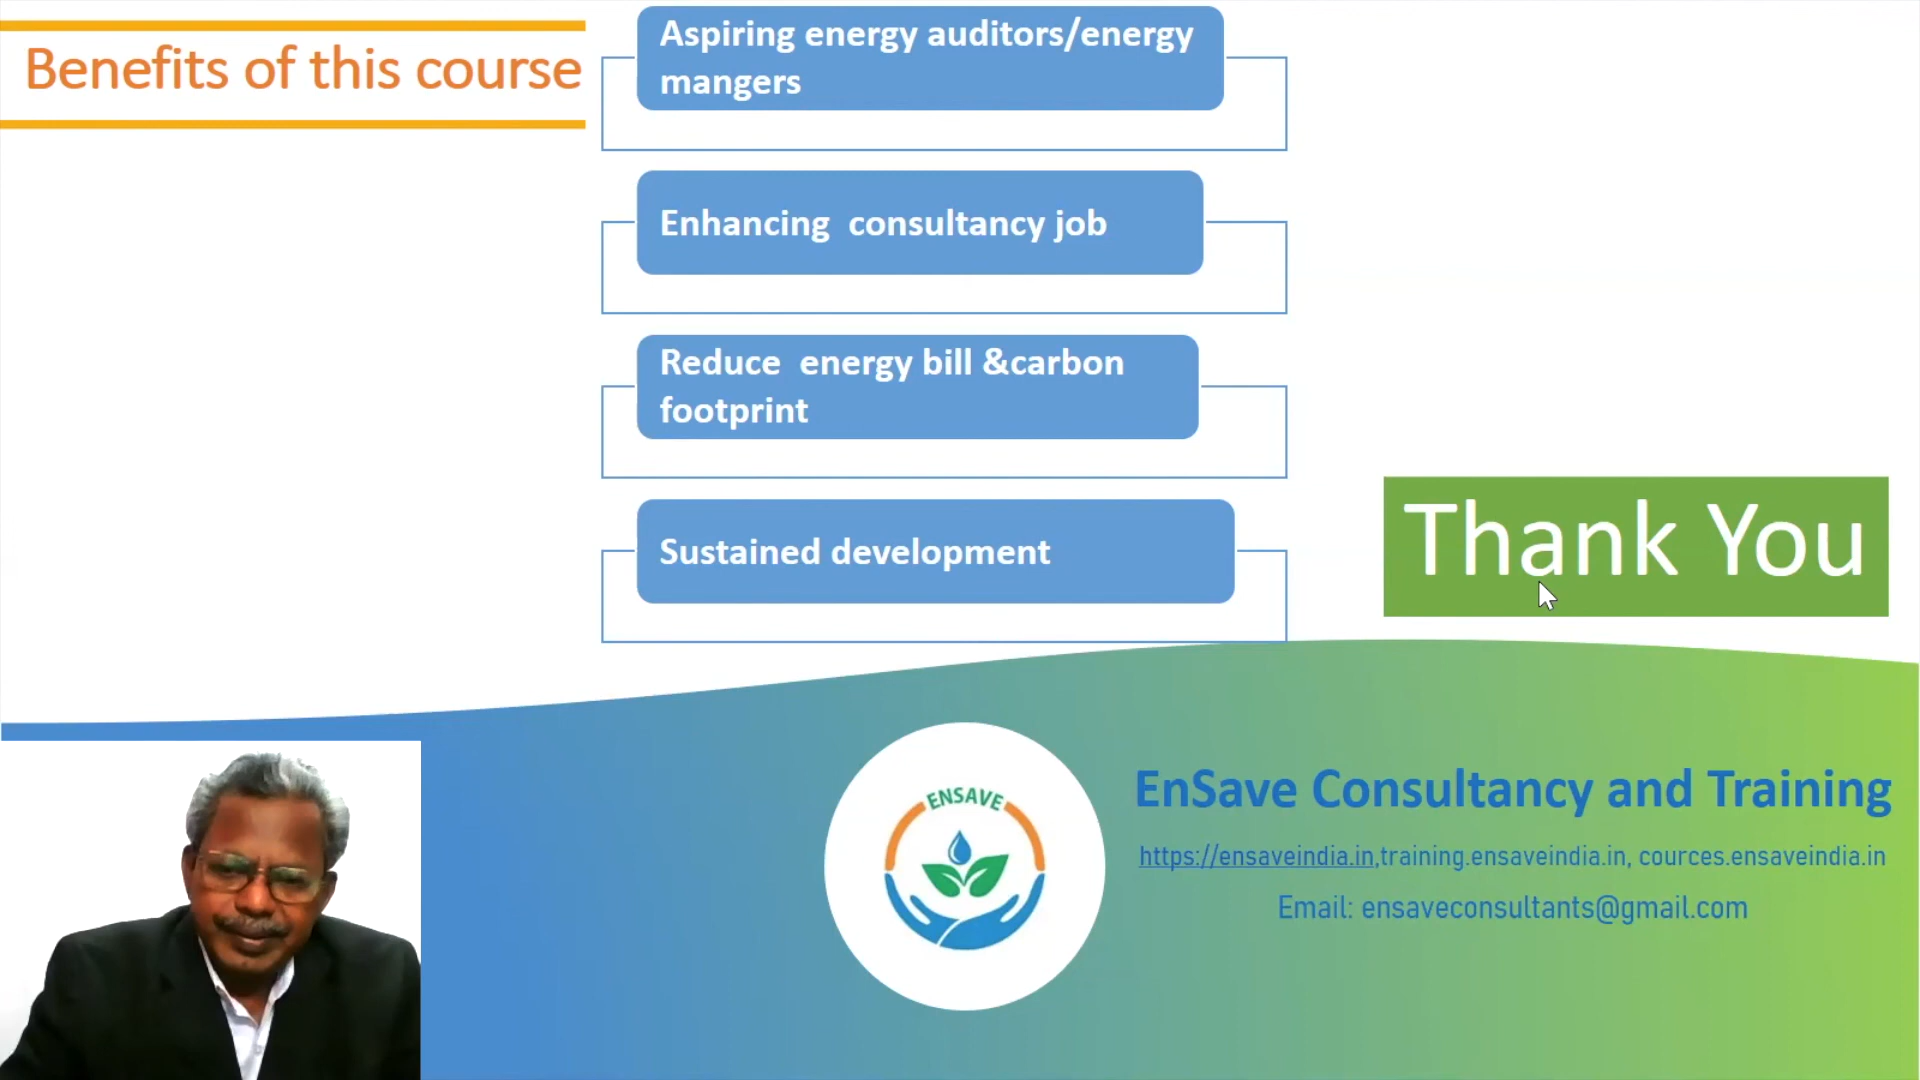 Benefits of this course
Aspiring energy auditors/energy
mangers
Enhancing  consultancy job
Reduce  energy bill &carbon
footprint
Sustained development
Thank You
ENSAVE
EnSave Consultancy and Training
https://ensaveindia.in,training.ensaveindia.in, cources.ensaveindia.in
Email: ensaveconsultants@gmail.com